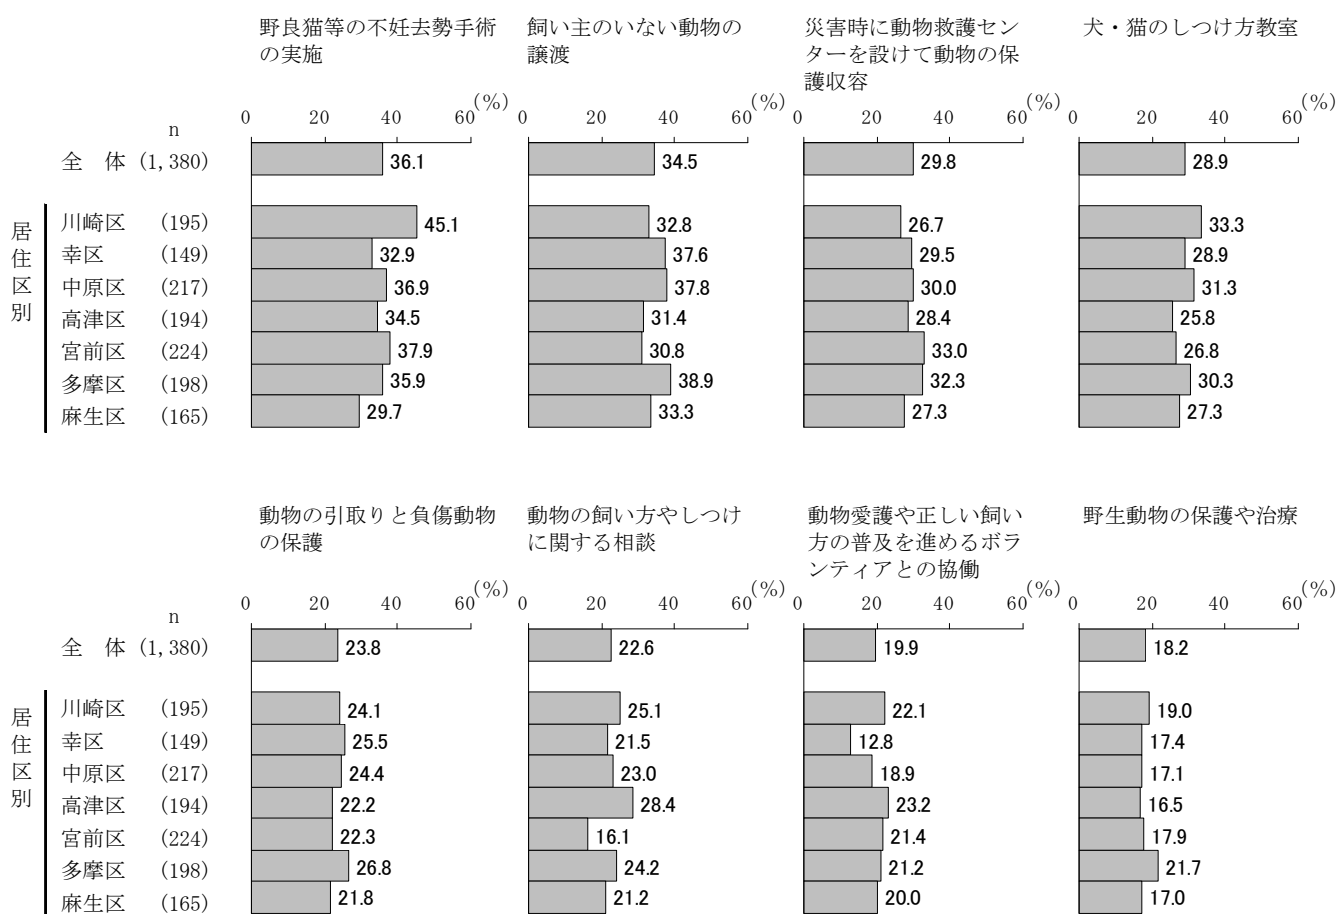 野良猫等の不妊去勢手術
の実施
飼い主のいない動物の
譲渡
災害時に動物救護セン
ターを設けて動物の保
護収容
犬・猫のしつけ方教室
0 20 40 60 (%) 0 20 40 60 (%) 0 20 40 60 (%) 0 20 40 60 (%)
n
全 体 (1,380) 36.1 34.5 29.8 28.9
居住区別
川崎区 (195) 45.1 32.8 26.7 33.3
幸区 (149) 32.9 37.6 29.5 28.9
中原区 (217) 36.9 37.8 30.0 31.3
高津区 (194) 34.5 31.4 28.4 25.8
宮前区 (224) 37.9 30.8 33.0 26.8
多摩区 (198) 35.9 38.9 32.3 30.3
麻生区 (165) 29.7 33.3 27.3 27.3
動物の引取りと負傷動物
の保護
動物の飼い方やしつけ
に関する相談
動物愛護や正しい飼い
方の普及を進めるボラ
ンティアとの協働
野生動物の保護や治療
0 20 40 60 (%) 0 20 40 60 (%) 0 20 40 60 (%) 0 20 40 60 (%)
n
全 体 (1,380) 23.8 22.6 19.9 18.2
居住区別
川崎区 (195) 24.1 25.1 22.1 19.0
幸区 (149) 25.5 21.5 12.8 17.4
中原区 (217) 24.4 23.0 18.9 17.1
高津区 (194) 22.2 28.4 23.2 16.5
宮前区 (224) 22.3 16.1 21.4 17.9
多摩区 (198) 26.8 24.2 21.2 21.7
麻生区 (165) 21.8 21.2 20.0 17.0